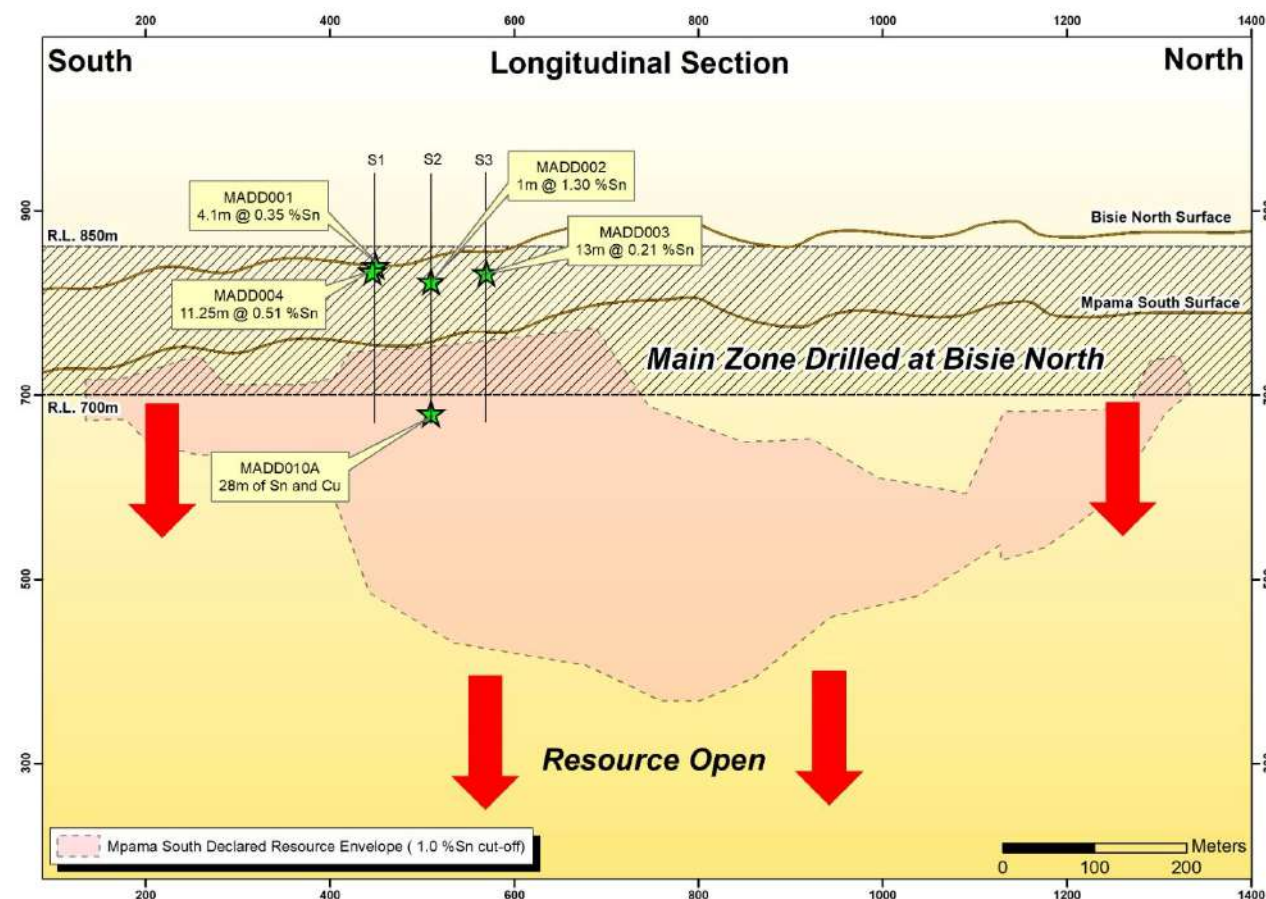 200 400 600 800 1000 1200 1400
South Longitudinal Section North
S1 S2 S3
MADD002
1m @ 1.30 %Sn
MADD001
4.1m @ 0.35 %Sn
900
Bisie North Surface
R.L. 850m
MADD003
13m @ 0.21 %Sn
MADD004
11.25m @ 0.51 %Sn
Mpama South Surface
Main Zone Drilled at Bisie North
700
R.L. 700m
MADD010A
28m of Sn and Cu
500
300
Resource Open
Mpama South Declared Resource Envelope ( 1.0 %Sn cut-off)
Meters
0 100 200
200 400 600 800 1000 1200 1400